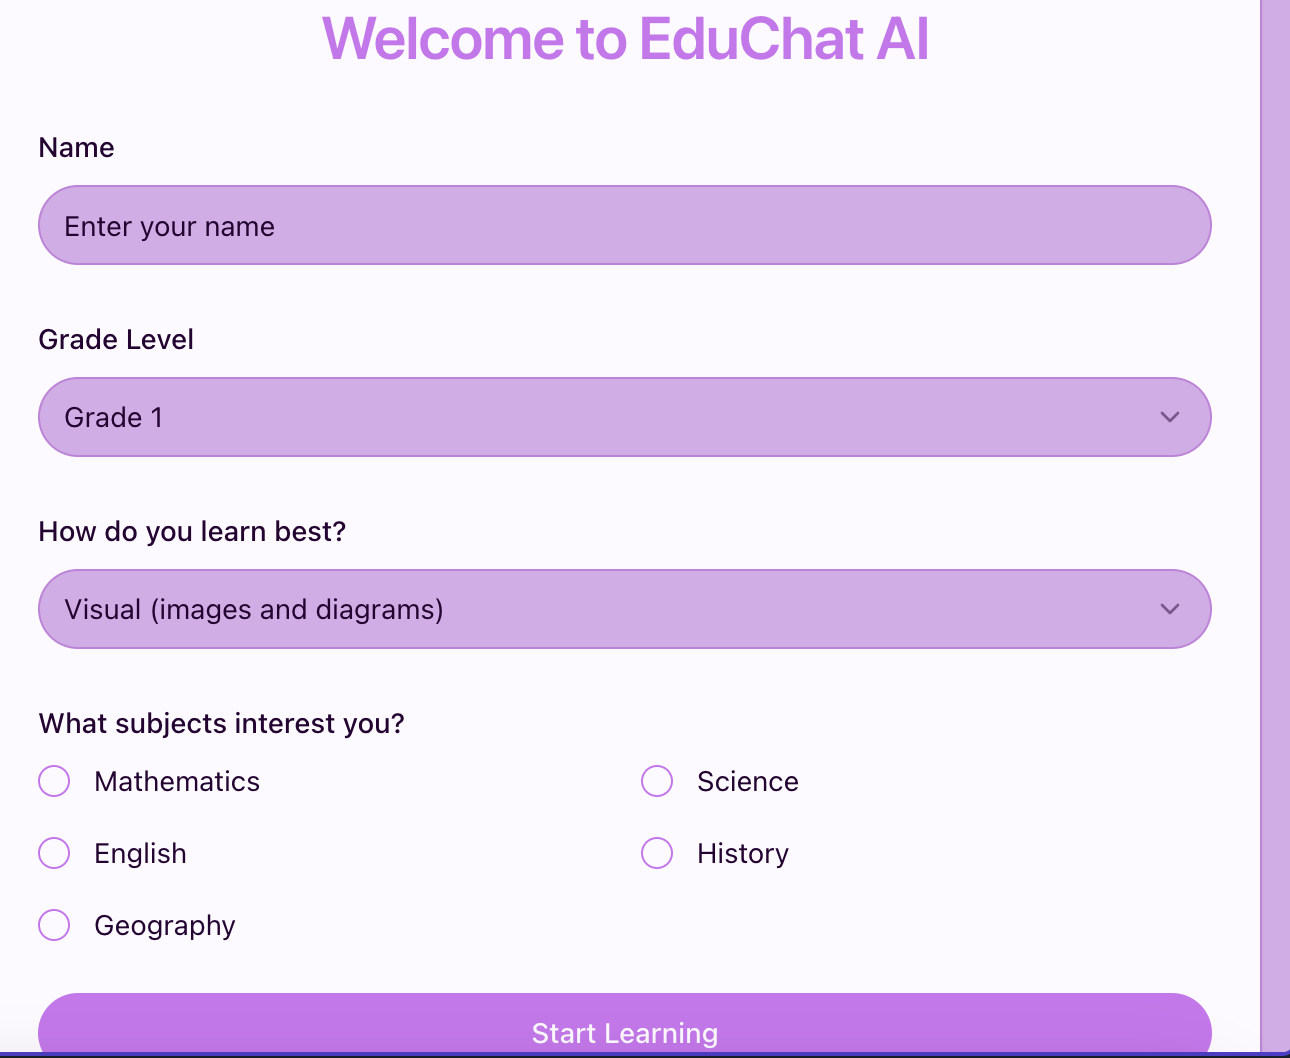 Welcome to EduChat AI
Name
Enter your name
Grade Level
Grade 1
How do you learn best?
Visual (images and diagrams)
What subjects interest you?
Mathematics
Science
English
History
Geography
Start Learning